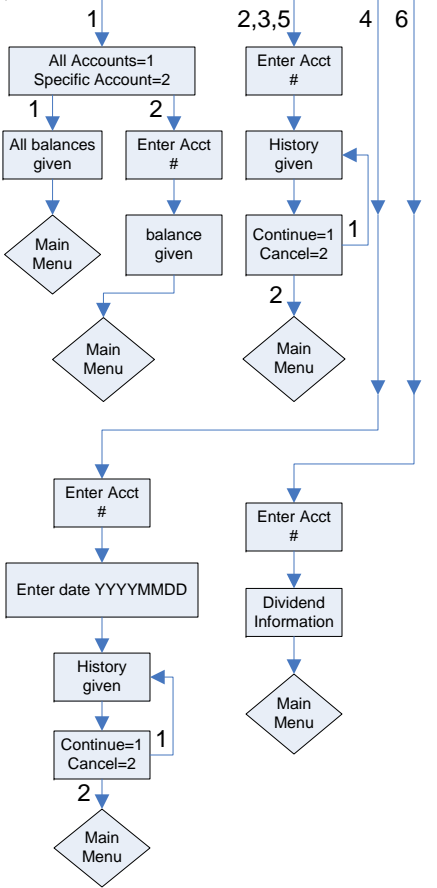 1
2,3,5
4
6
All Accounts=1
Specific Account=2
Enter Acct
#
1
2
All balances
given
Enter Acct
#
History
given
Main
Menu
balance
given
Continue=1
Cancel=2
1
2
Main
Menu
Main
Menu
Enter Acct
#
Enter Acct
#
Enter date YYYYMMDD
Dividend
Information
History
given
Main
Menu
Continue=1
Cancel=2
1
2
Main
Menu